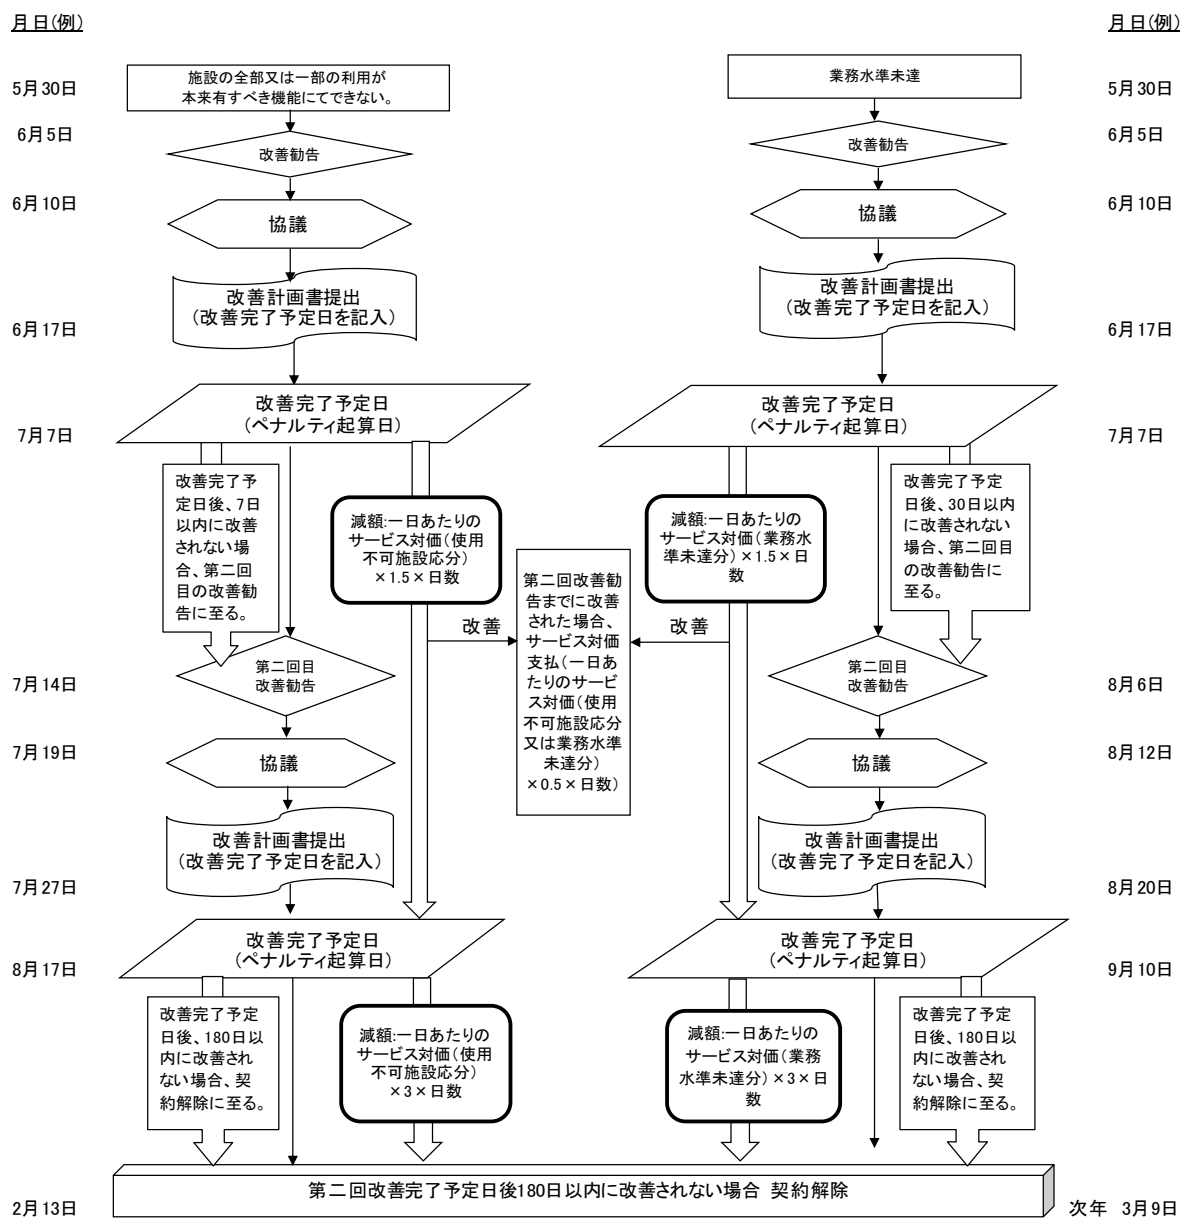 月日(例)
月日(例)
5月30日
施設の全部又は一部の利用が
本来有すべき機能にてできない。
業務水準未達
5月30日
6月5日
改善勧告
改善勧告
6月5日
6月10日
協議
協議
6月10日
改善計画書提出
(改善完了予定日を記入)
改善計画書提出
(改善完了予定日を記入)
6月17日
6月17日
改善完了予定日
(ペナルティ起算日)
改善完了予定日
(ペナルティ起算日)
7月7日
7月7日
改善完了予
定日後、7日
以内に改善
されない場
合、第二回
目の改善勧
告に至る。
減額:一日あたりの
サービス対価(使用
不可施設応分)
×1.5×日数
第二回改善勧
告までに改善
された場合、
サービス対価
支払(一日あ
たりのサービ
ス対価(使用
不可施設応分
又は業務水準
未達分)
×0.5×日数)
減額:一日あたりの
サービス対価(業務水
準未達分)×1.5×日
数
改善完了予定
日後、30日以内
に改善されない
場合、第二回目
の改善勧告に
至る。
改善
改善
7月14日
第二回目
改善勧告
第二回目
改善勧告
8月6日
7月19日
協議
協議
8月12日
改善計画書提出
(改善完了予定日を記入)
改善計画書提出
(改善完了予定日を記入)
7月27日
8月20日
改善完了予定日
(ペナルティ起算日)
改善完了予定日
(ペナルティ起算日)
8月17日
9月10日
改善完了予定
日後、180日以
内に改善され
ない場合、契
約解除に至る。
減額:一日あたりの
サービス対価(使用
不可施設応分)
×3×日数
減額:一日あたりの
サービス対価(業務
水準未達分)×3×日
数
改善完了予定
日後、180日以
内に改善され
ない場合、契
約解除に至る。
第二回改善完了予定日後180日以内に改善されない場合 契約解除
2月13日
次年 3月9日